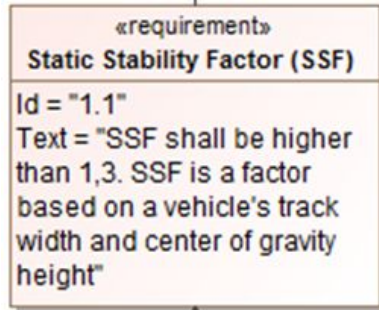 «requirement»
Static Stability Factor (SSF)
Id = "1.1"
Text = "SSF shall be higher
than 1,3. SSF is a factor
based on a vehicle's track
width and center of gravity
height"